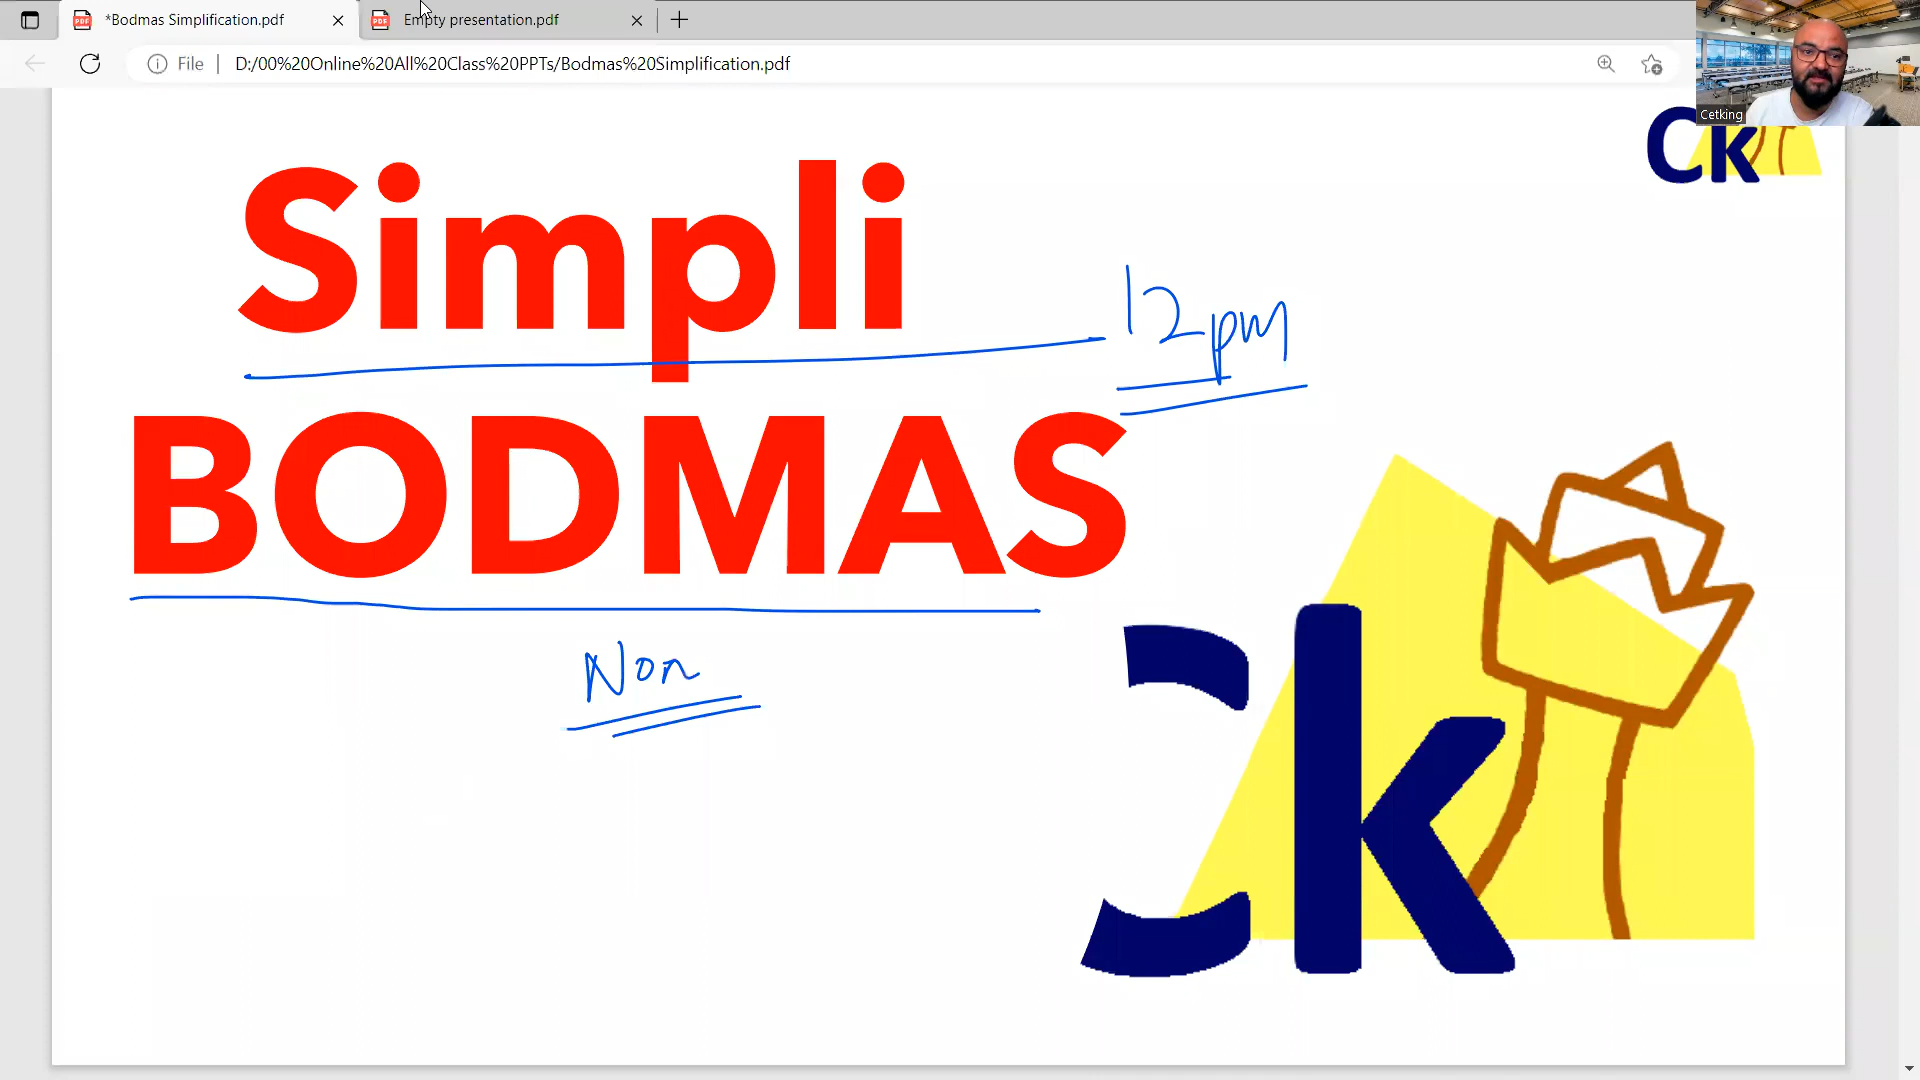 *Bodmas Simplification.pdf
Empty presentation.pdf
File
D:/00%20Online%20All%20Class%20PPTs/Bodmas%20Simplification.pdf
Cetking
Ck
Simpli
12pm
BODMAS
Non
Ck